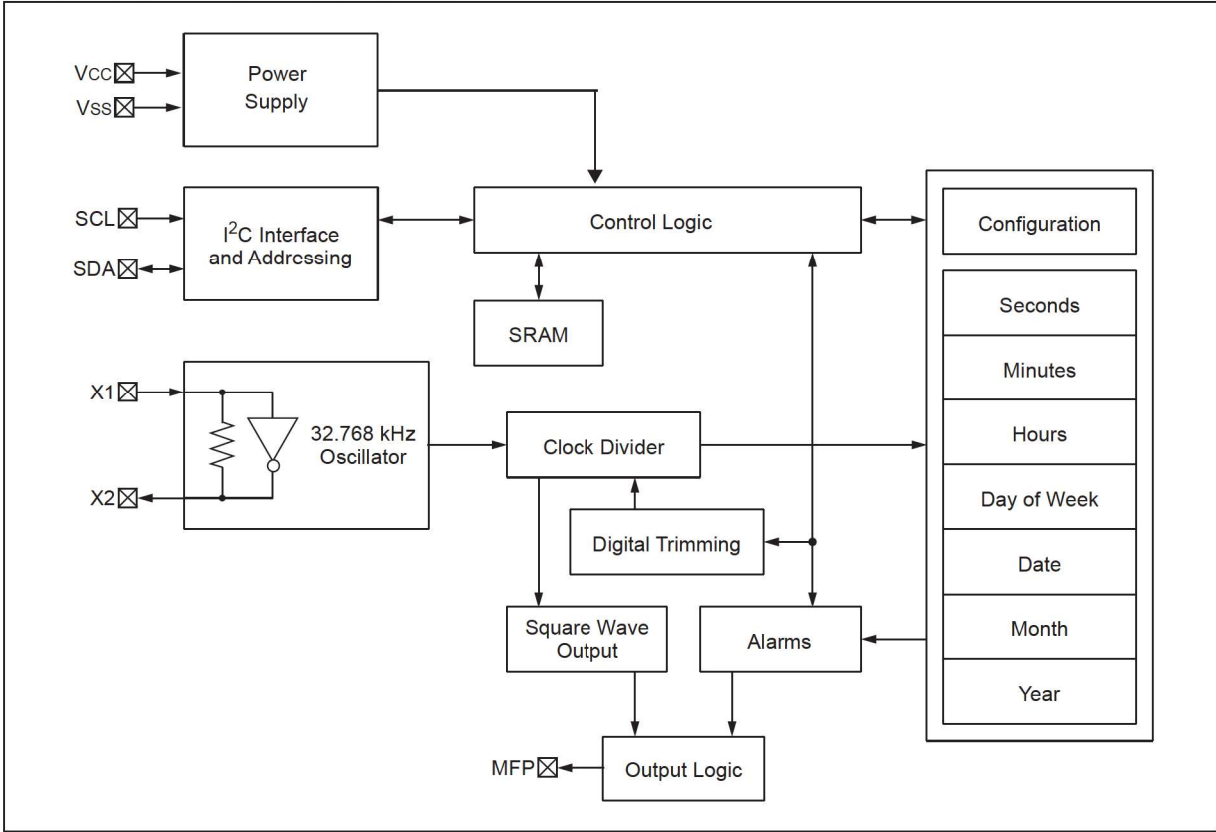 VCC
VSS
Power
Supply
SCL
SDA
I²C Interface
and Addressing
Control Logic
SRAM
X1
X2
32.768 kHz
Oscillator
Clock Divider
Digital Trimming
Square Wave
Output
Alarms
MFP
Output Logic
Configuration
Seconds
Minutes
Hours
Day of Week
Date
Month
Year